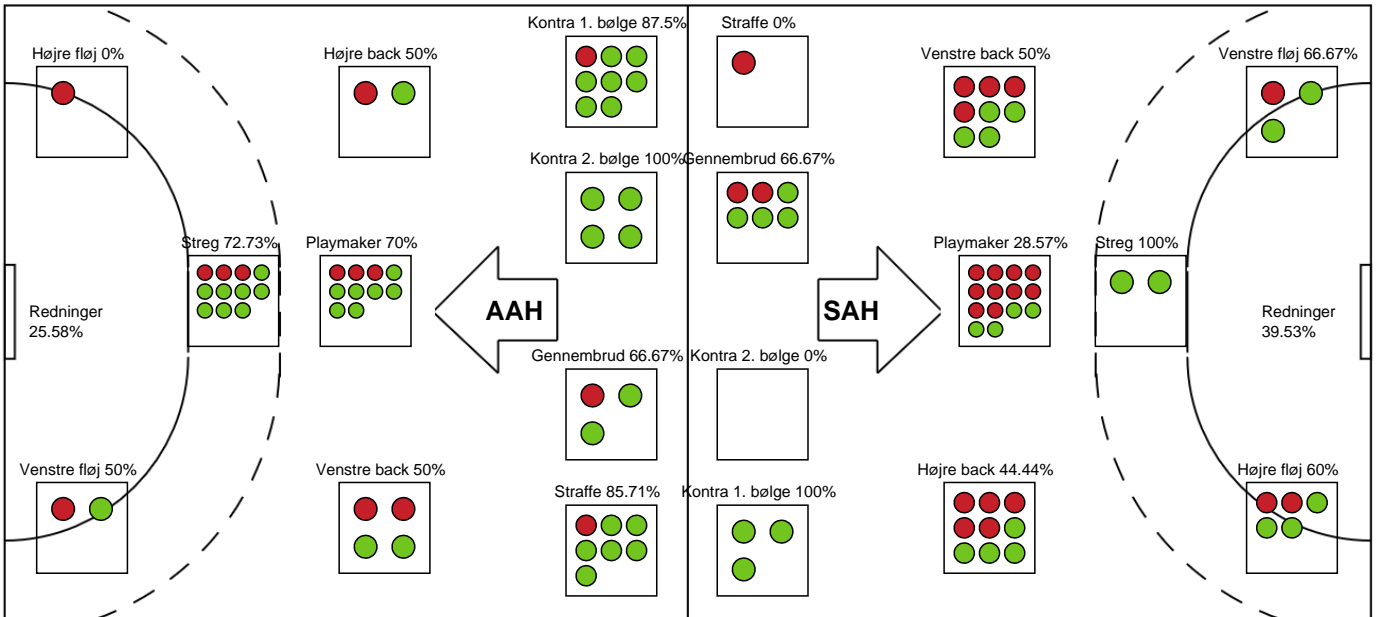 Kontra 1. bølge 87.5%
Straffe 0%
Højre fløj 0%
Højre back 50%
Venstre back 50%
Venstre fløj 66.67%
Kontra 2. bølge 100%
Gennembrud 66.67%
Streg 72.73%
Playmaker 70%
Playmaker 28.57%
Streg 100%
AAH
SAH
Redninger
25.58%
Redninger
39.53%
Gennembrud 66.67%
Kontra 2. bølge 0%
Venstre fløj 50%
Venstre back 50%
Højre back 44.44%
Højre fløj 60%
Straffe 85.71%
Kontra 1. bølge 100%